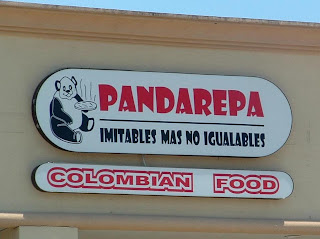 PANDAREPA
IMITABLES MAS NO IGUALABLES
COLOMBIAN FOOD